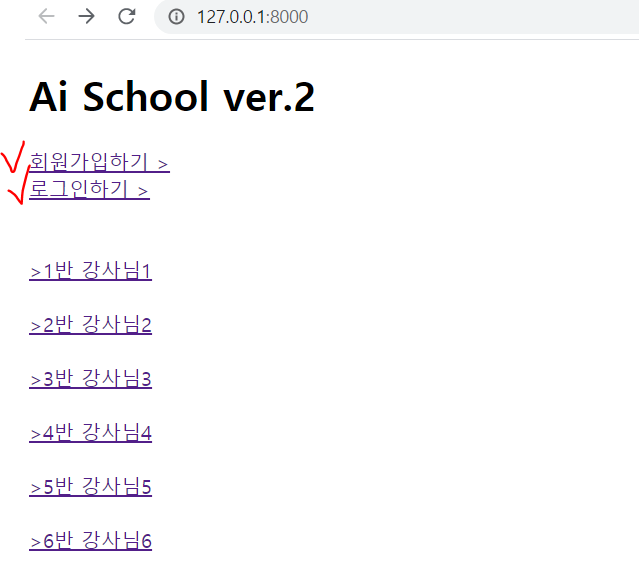 127.0.0.1:8000
Ai School ver.2
회원가입하기 >
로그인하기 >
>1반 강사님1
>2반 강사님2
>3반 강사님3
>4반 강사님4
>5반 강사님5
>6반 강사님6